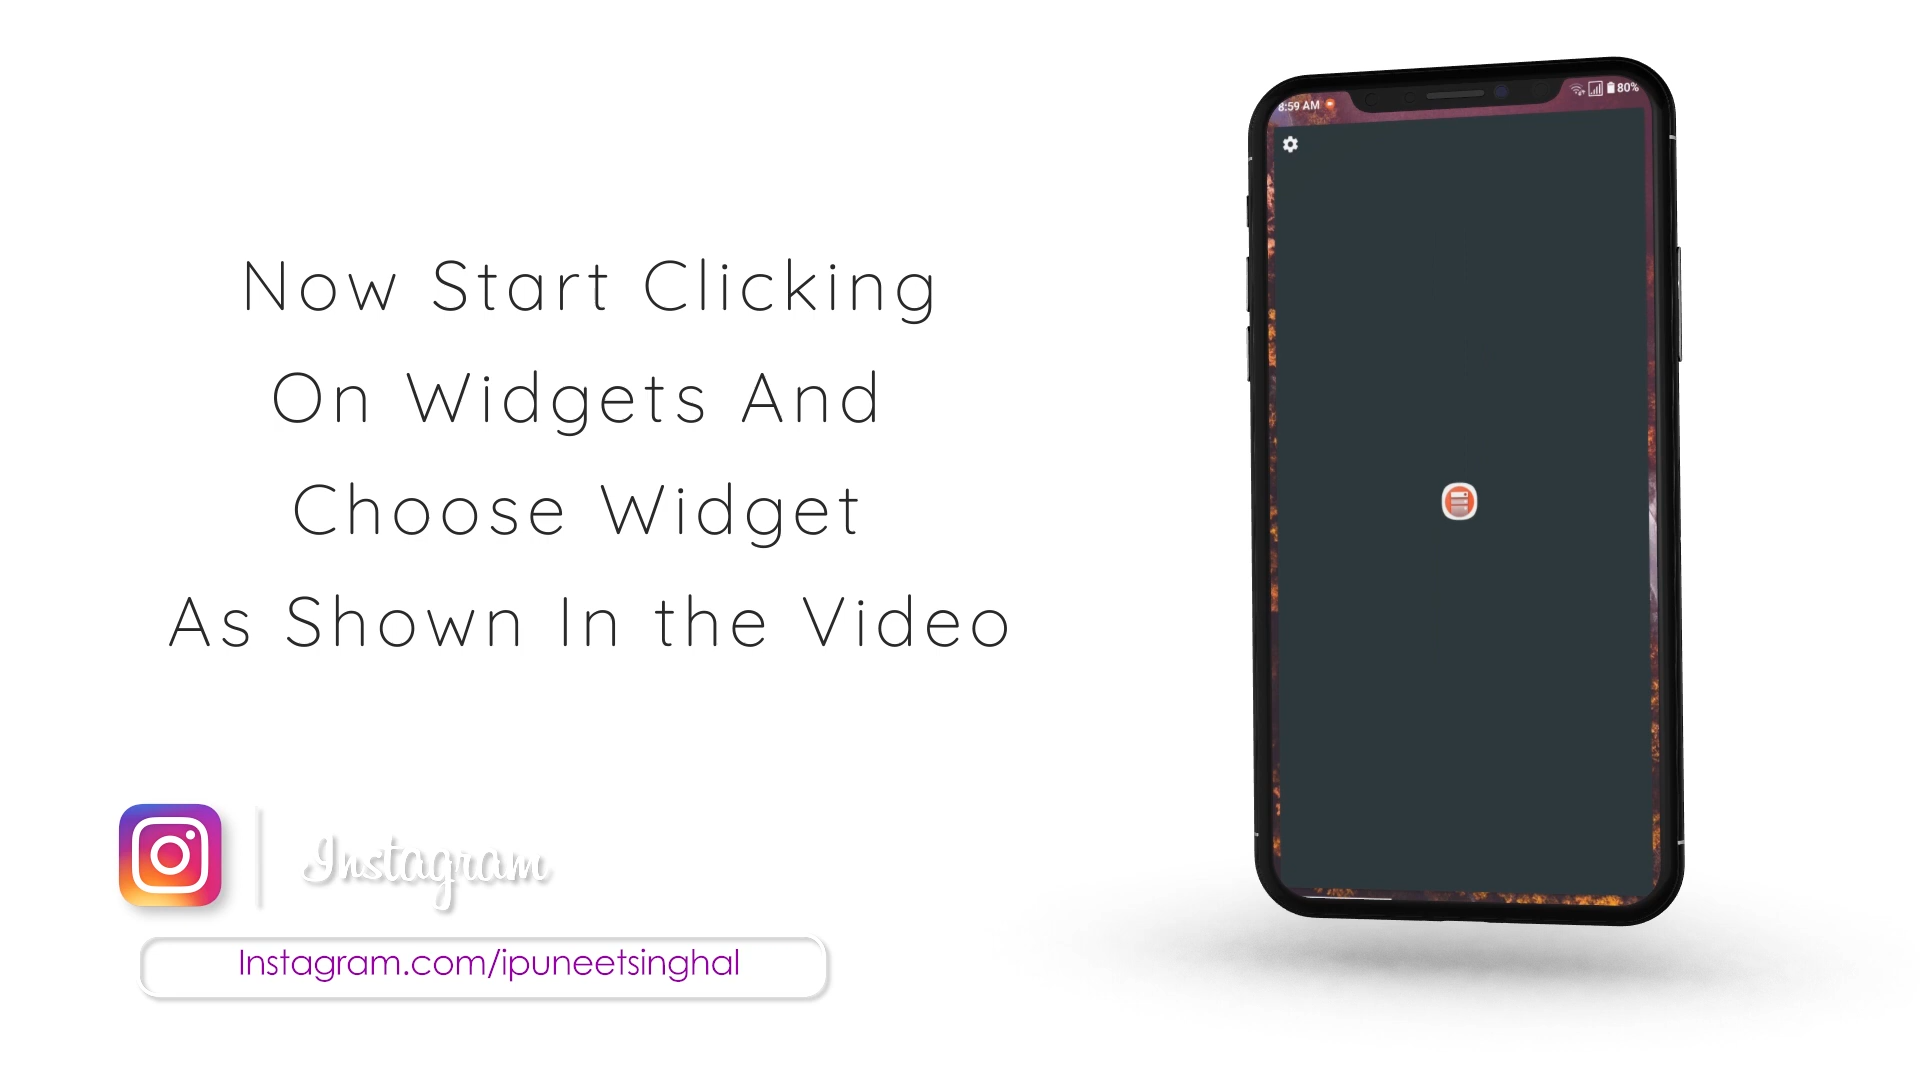 Now Start Clicking
On Widgets And
Choose Widget
As Shown In the Video
Instagram
Instagram.com/ipuneetsinghal
8:59 AM
80%